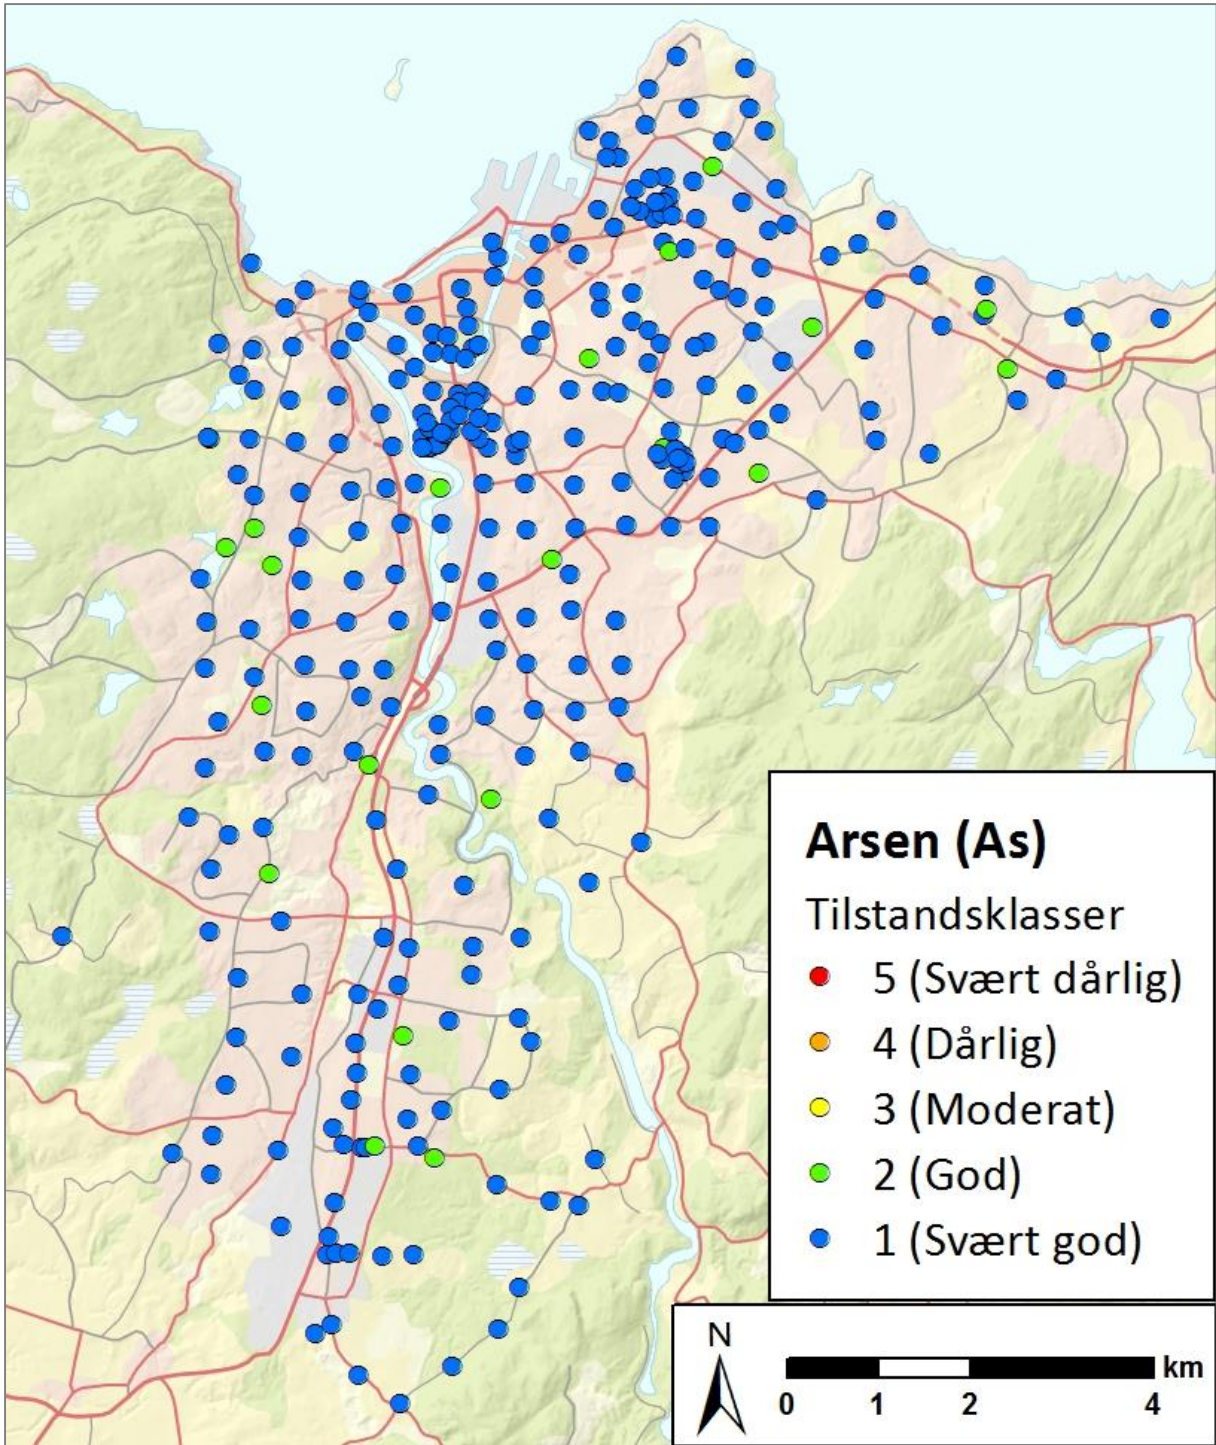 Arsen (As)
Tilstandsklasser
5 (Svært dårlig)
4 (Dårlig)
3 (Moderat)
2 (God)
1 (Svært god)
N
km
0 1 2 4